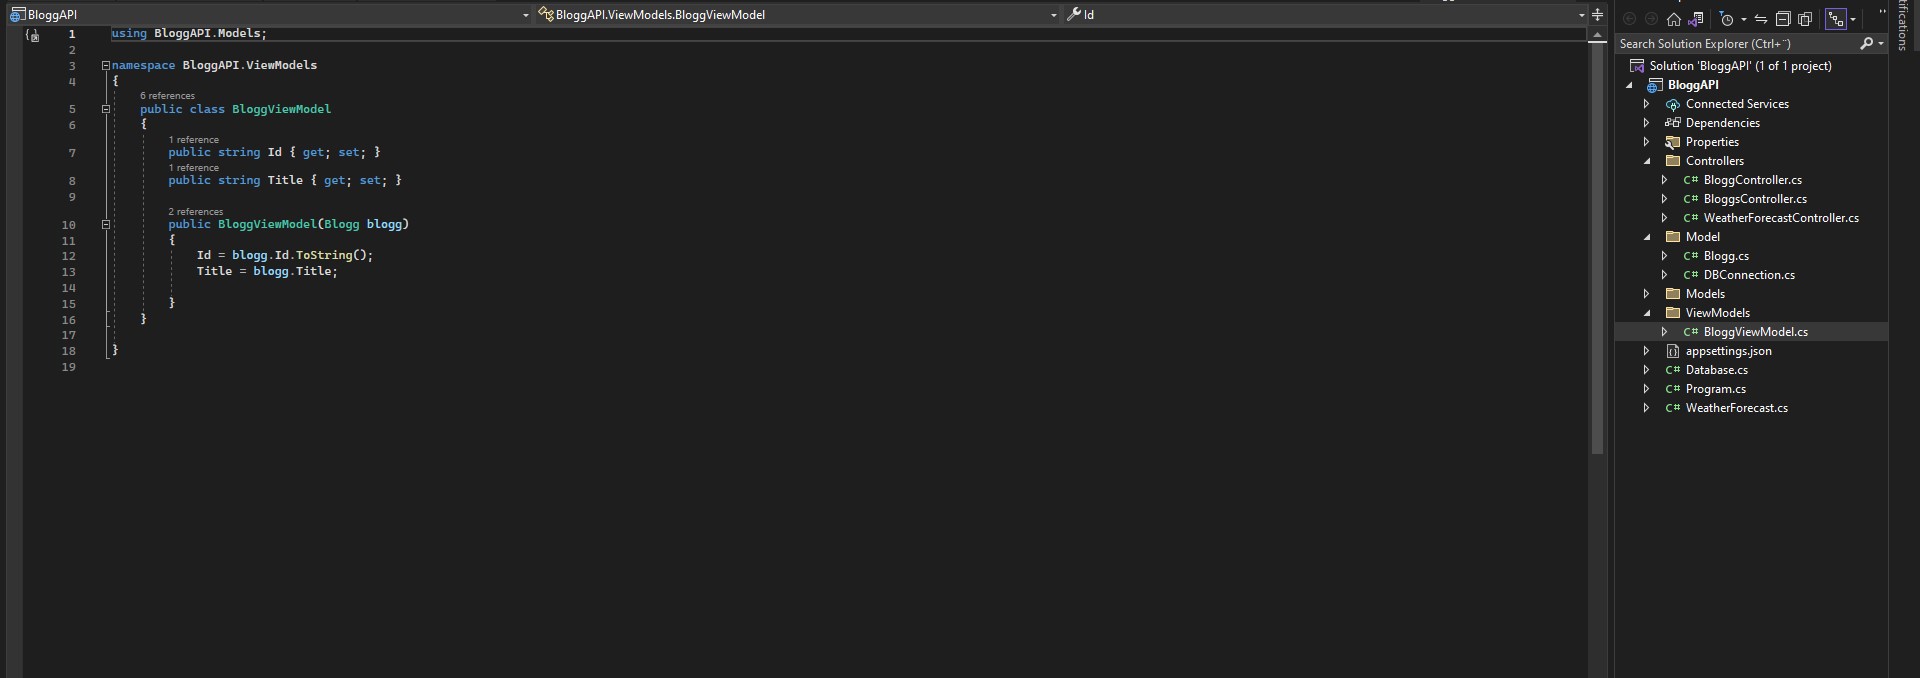 BloggAPI
BloggAPI.ViewModels.BloggViewModel
Id
1 using BloggAPI.Models;
2
3 namespace BloggAPI.ViewModels
4 {
6 references
5 public class BloggViewModel
6 {
1 reference
7 public string Id { get; set; }
1 reference
8 public string Title { get; set; }
9
2 references
10 public BloggViewModel(Blogg blogg)
11 {
12 Id = blogg.Id.ToString();
13 Title = blogg.Title;
14
15 }
16 }
17
18 }
19
Search Solution Explorer (Ctrl+¨)
Solution 'BloggAPI' (1 of 1 project)
BloggAPI
Connected Services
Dependencies
Properties
Controllers
C# BloggController.cs
C# BloggsController.cs
C# WeatherForecastController.cs
Model
C# Blogg.cs
C# DBConnection.cs
Models
ViewModels
C# BloggViewModel.cs
appsettings.json
C# Database.cs
C# Program.cs
C# WeatherForecast.cs